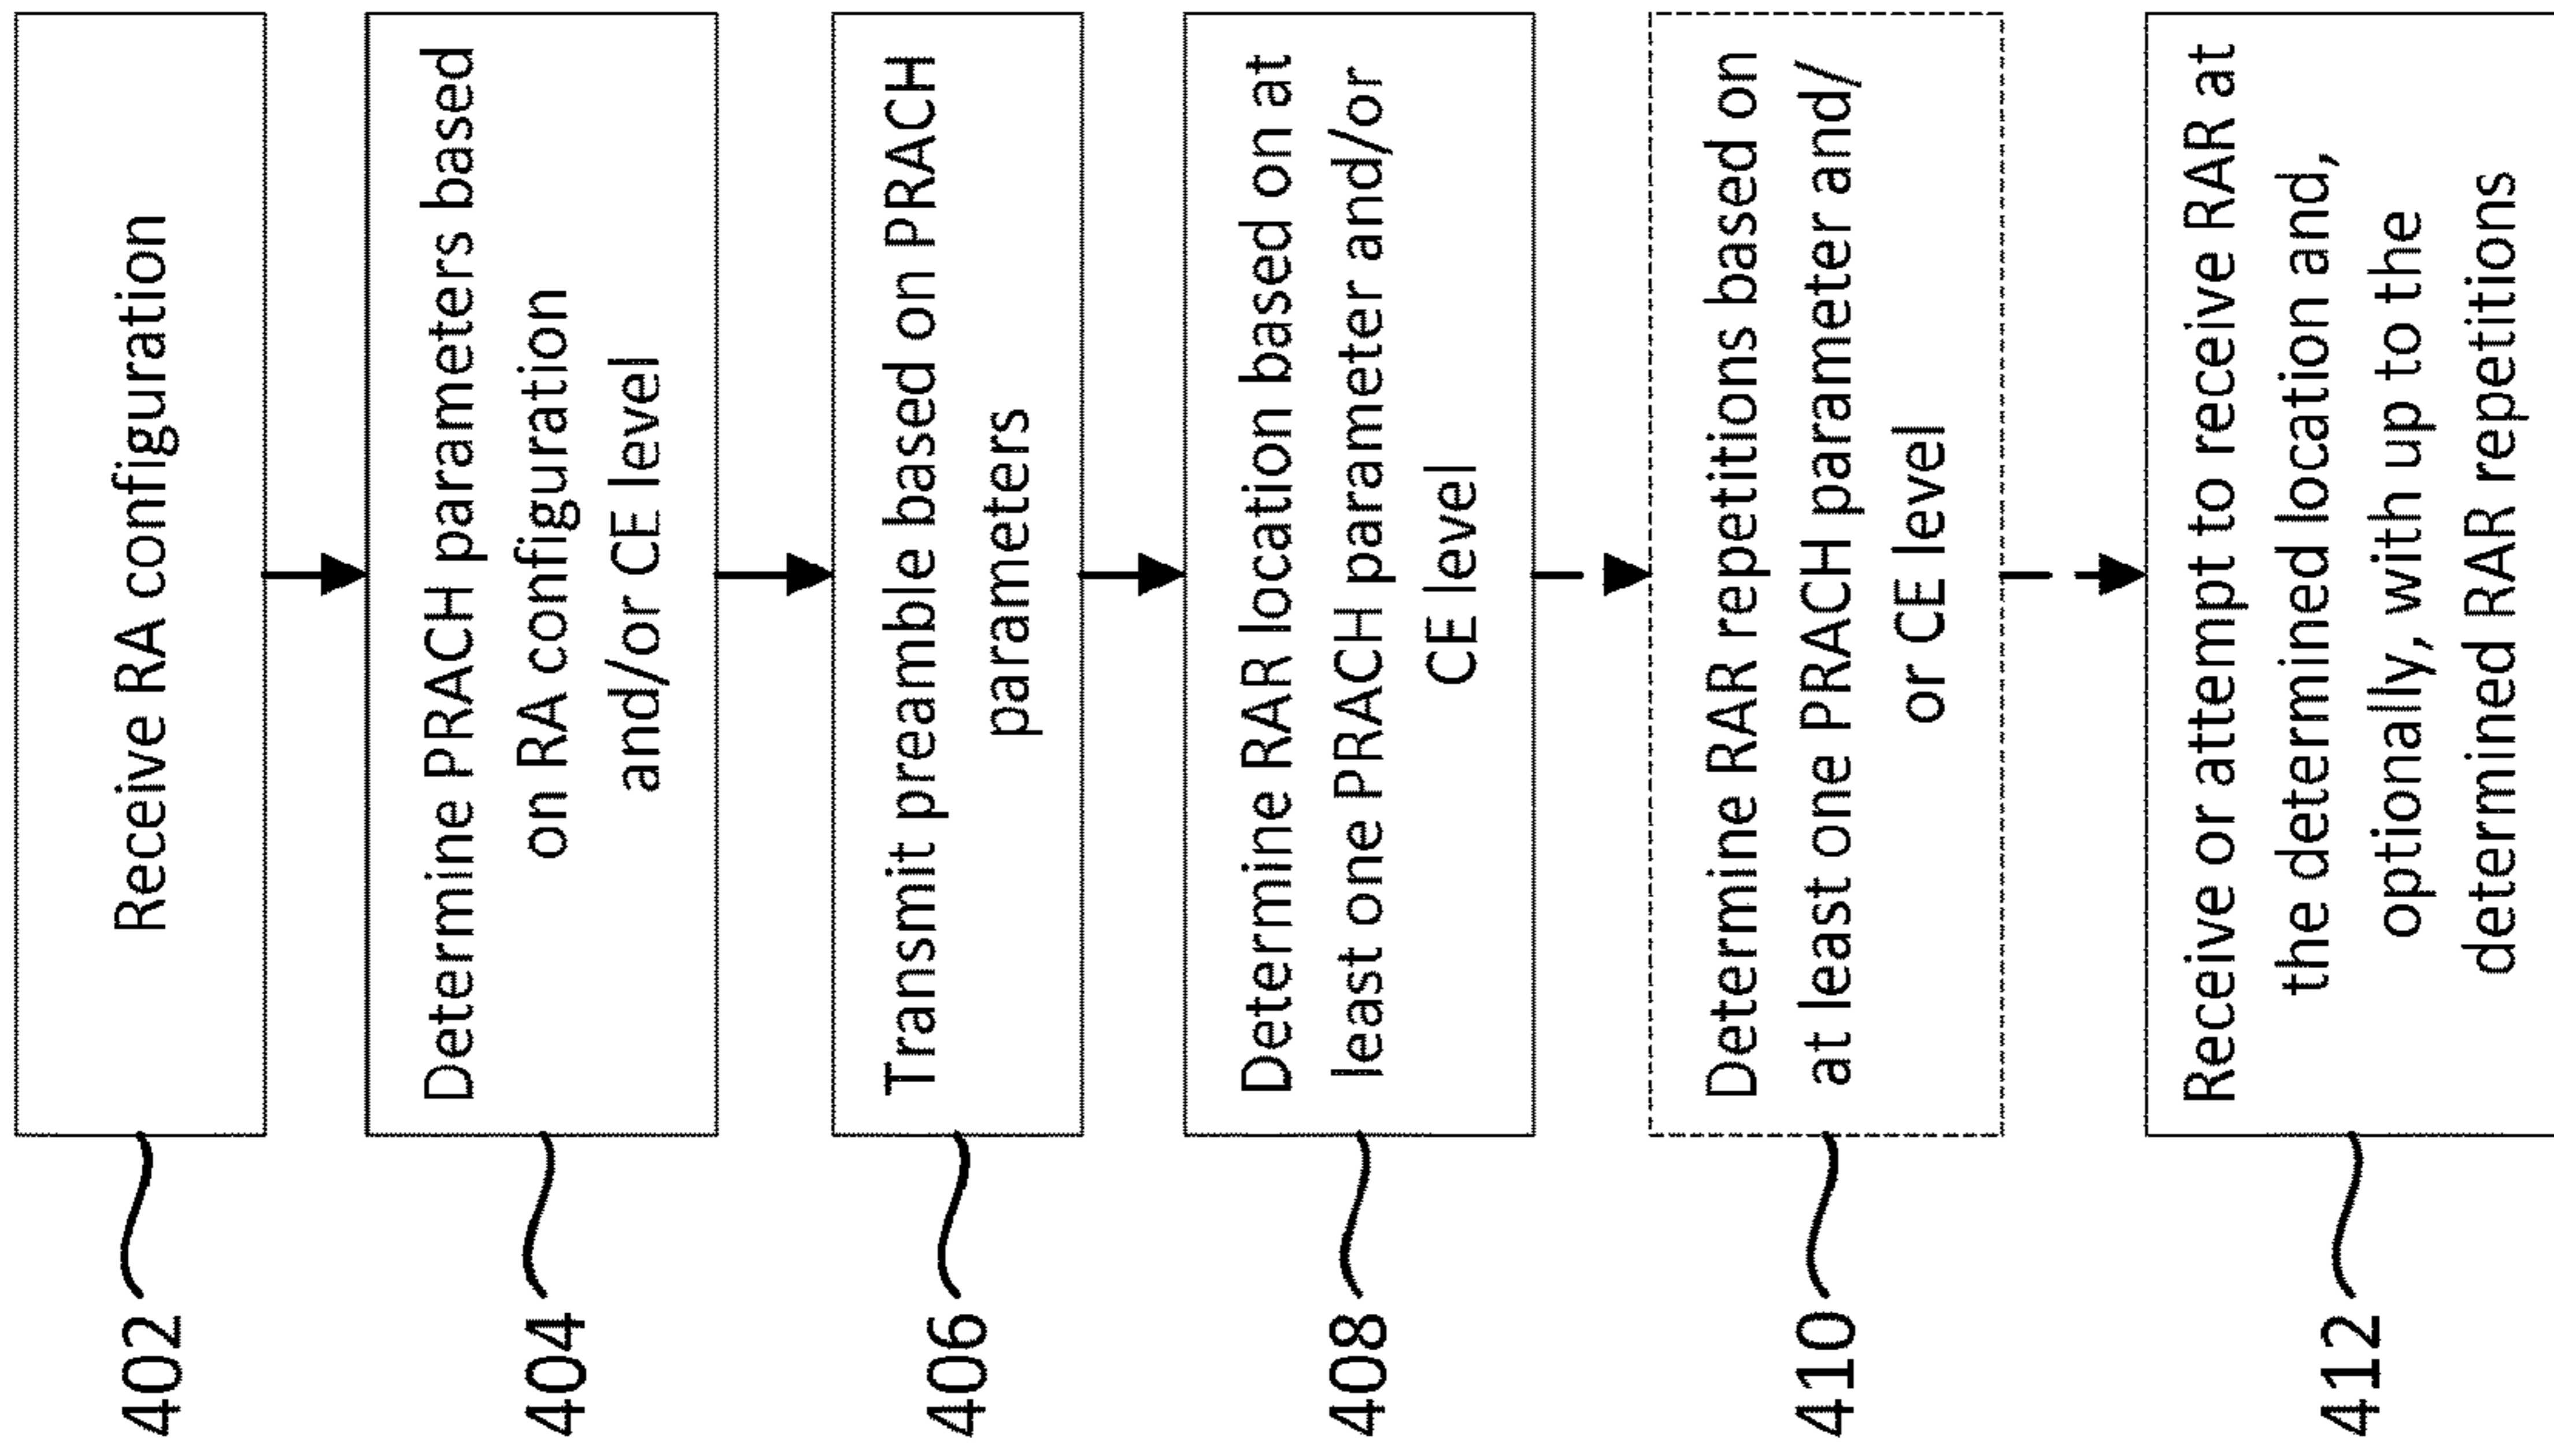 402
Receive RA configuration
404
Determine PRACH parameters based
on RA configuration
and/or CE level
406
Transmit preamble based on PRACH
parameters
408
Determine RAR location based on at
least one PRACH parameter and/or
CE level
410
Determine RAR repetitions based on
at least one PRACH parameter and/
or CE level
412
Receive or attempt to receive RAR at
the determined location and,
optionally, with up to the
determined RAR repetitions